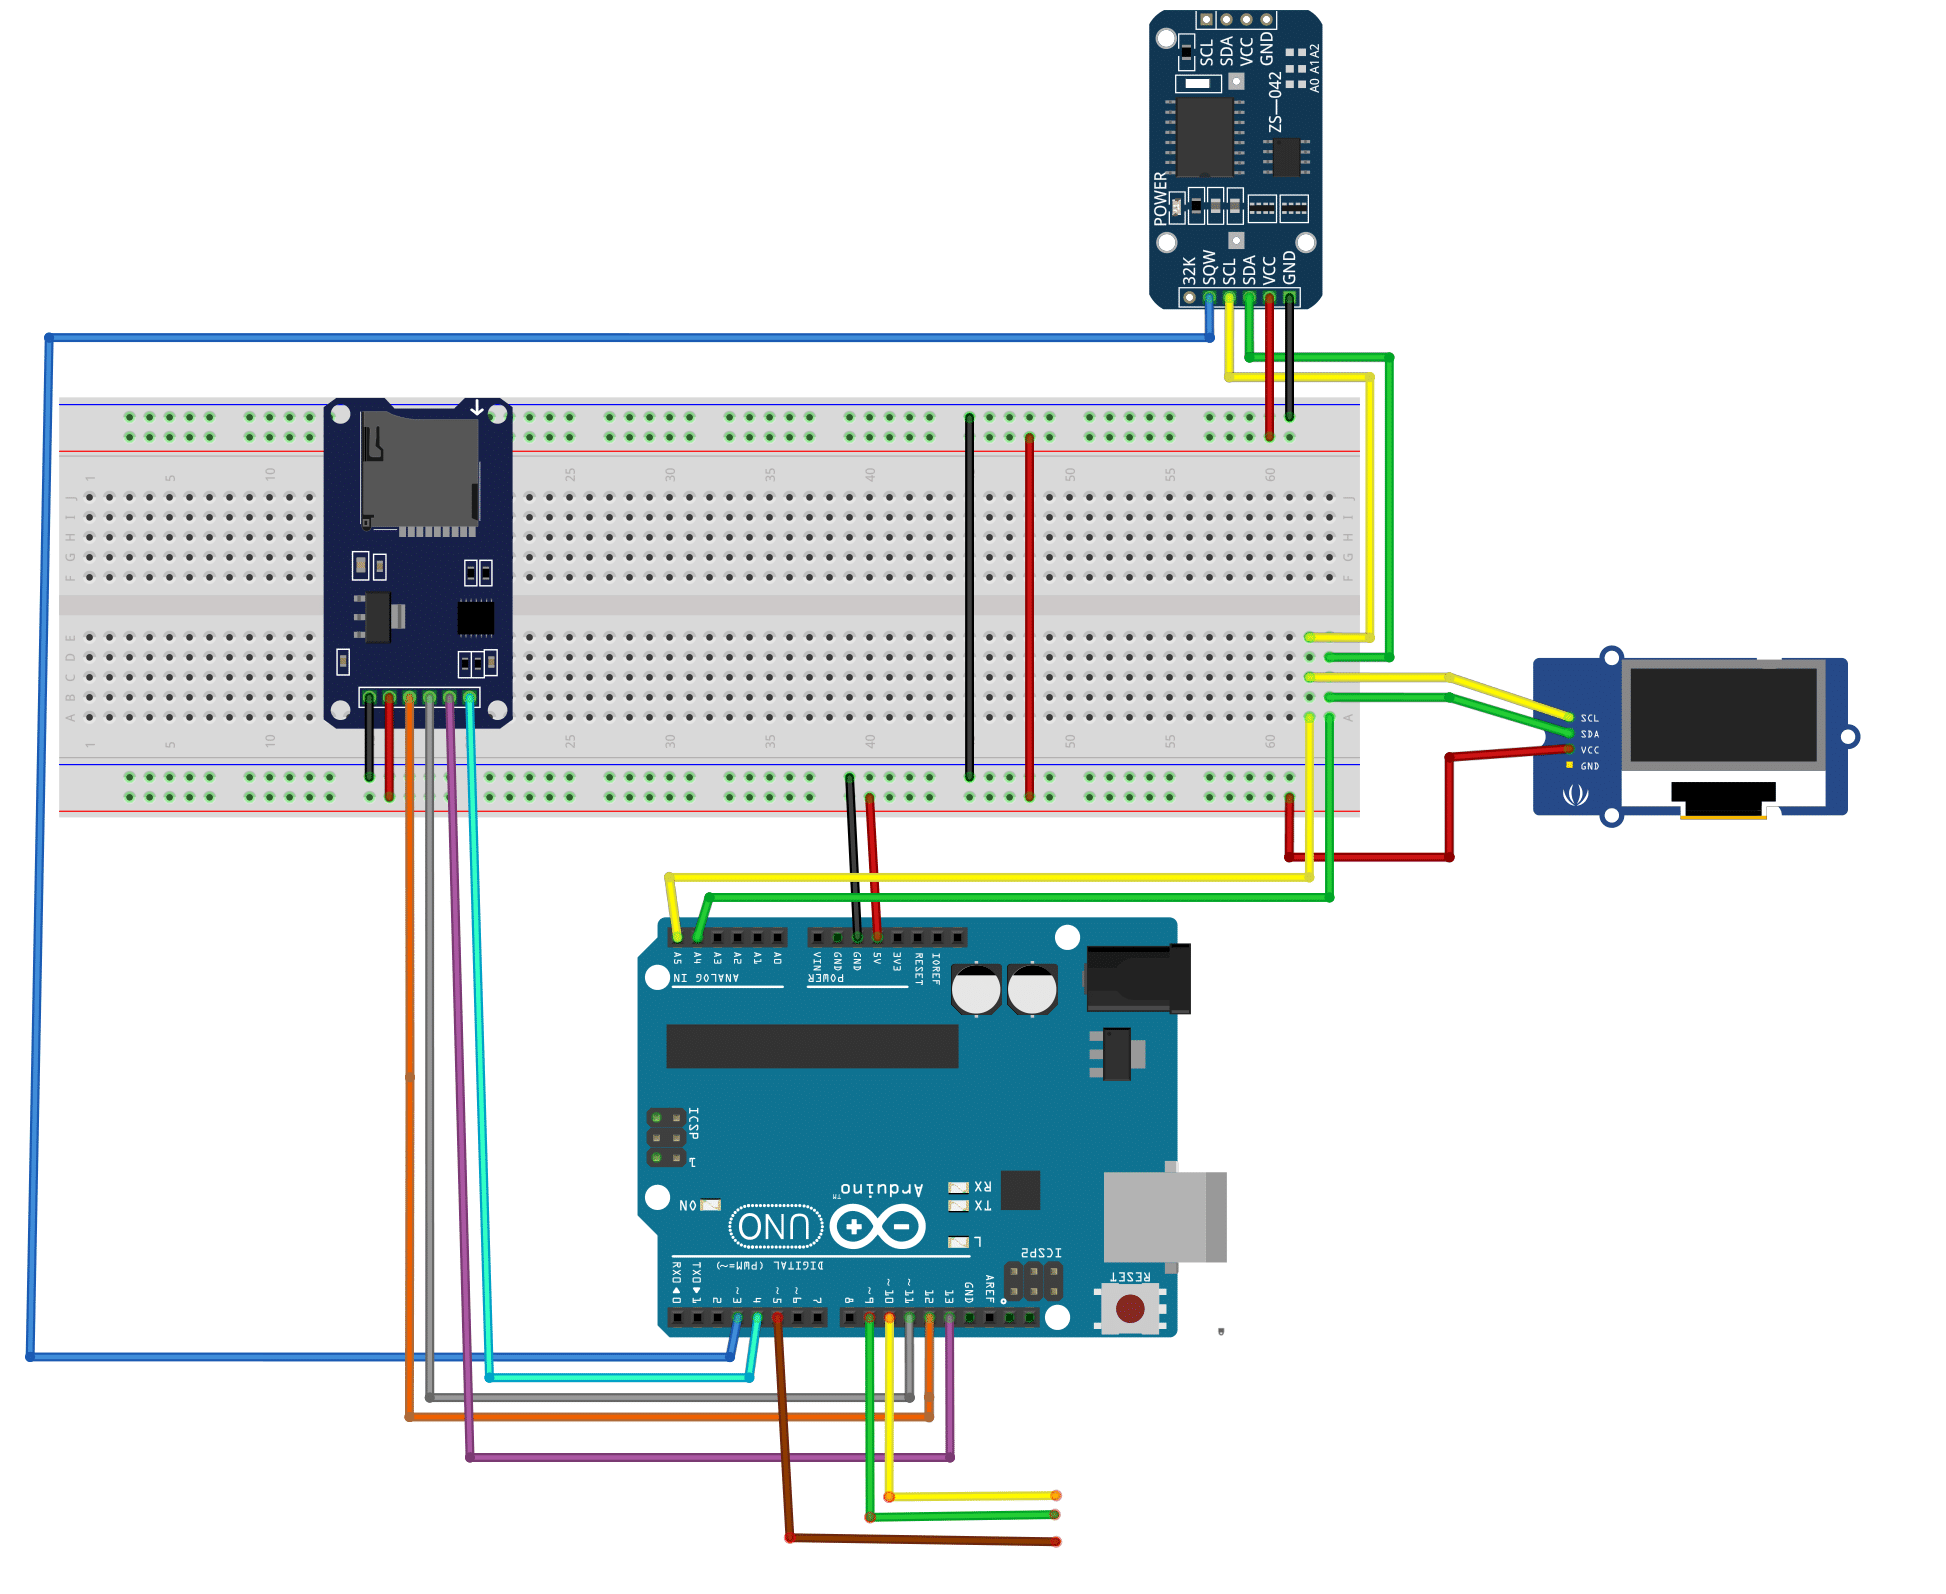 SCL
SDA
VCC
GND
A0 A1 A2
ZS—042
POWER
32K
SQW
SCL
SDA
VCC
GND
1 5 10 25 30 35 40 50 55 60
J J
I I
H H
G G
F F
E
D
C
B
A A
1 5 10 25 30 35 40 50 55 60
SCL
SDA
VCC
GND
A5 A4 A3 A2 A1 A0
ANALOG IN
VIN GND GND 5V 3V3 RESET IOREF
POWER
ICSP
1
Arduino
TM
UNO
ON
RX
TX
L
ICSP2
DIGITAL (PWM=~)
RX0 TX0
0 1 2 ~3 4 ~5 ~6 7 8 ~9 ~10 ~11 12 13 GND AREF
RESET